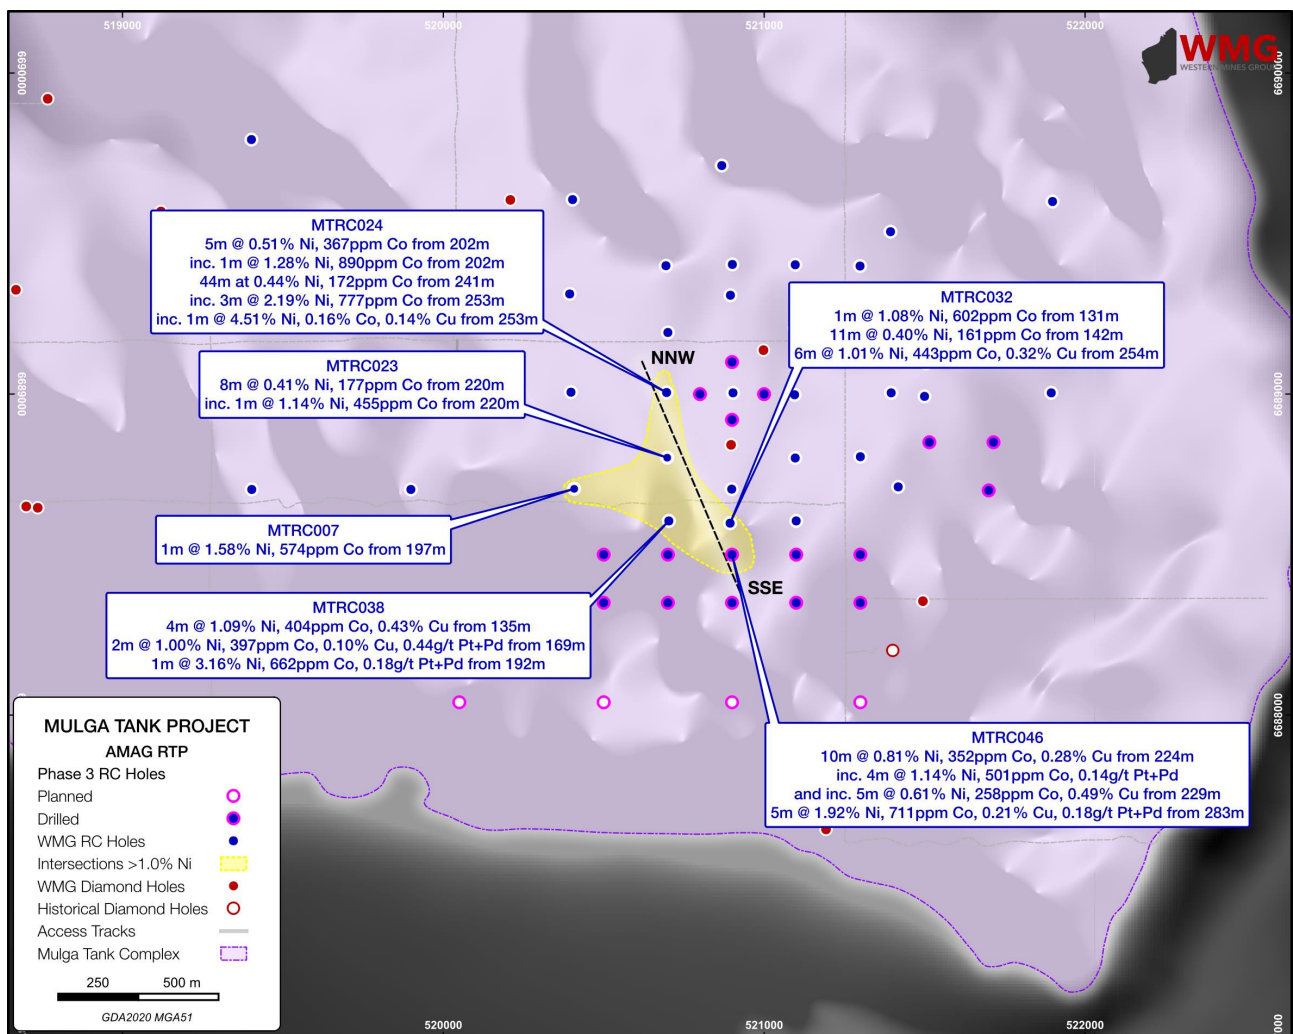 519000
520000
521000
522000
6690000
6690000
WMG
WESTERN MINES GROUP
MTRC024
5m @ 0.51% Ni, 367ppm Co from 202m
inc. 1m @ 1.28% Ni, 890ppm Co from 202m
44m at 0.44% Ni, 172ppm Co from 241m
inc. 3m @ 2.19% Ni, 777ppm Co from 253m
inc. 1m @ 4.51% Ni, 0.16% Co, 0.14% Cu from 253m
MTRC032
1m @ 1.08% Ni, 602ppm Co from 131m
11m @ 0.40% Ni, 161ppm Co from 142m
6m @ 1.01% Ni, 443ppm Co, 0.32% Cu from 254m
NNW
MTRC023
8m @ 0.41% Ni, 177ppm Co from 220m
inc. 1m @ 1.14% Ni, 455ppm Co from 220m
6689000
6689000
MTRC007
1m @ 1.58% Ni, 574ppm Co from 197m
SSE
MTRC038
4m @ 1.09% Ni, 404ppm Co, 0.43% Cu from 135m
2m @ 1.00% Ni, 397ppm Co, 0.10% Cu, 0.44g/t Pt+Pd from 169m
1m @ 3.16% Ni, 662ppm Co, 0.18g/t Pt+Pd from 192m
6688000
MTRC046
10m @ 0.81% Ni, 352ppm Co, 0.28% Cu from 224m
inc. 4m @ 1.14% Ni, 501ppm Co, 0.14g/t Pt+Pd
and inc. 5m @ 0.61% Ni, 258ppm Co, 0.49% Cu from 229m
5m @ 1.92% Ni, 711ppm Co, 0.21% Cu, 0.18g/t Pt+Pd from 283m
MULGA TANK PROJECT
AMAG RTP
Phase 3 RC Holes
Planned
Drilled
WMG RC Holes
Intersections >1.0% Ni
WMG Diamond Holes
Historical Diamond Holes
Access Tracks
Mulga Tank Complex
250 500 m
GDA2020 MGA51
520000
521000
522000